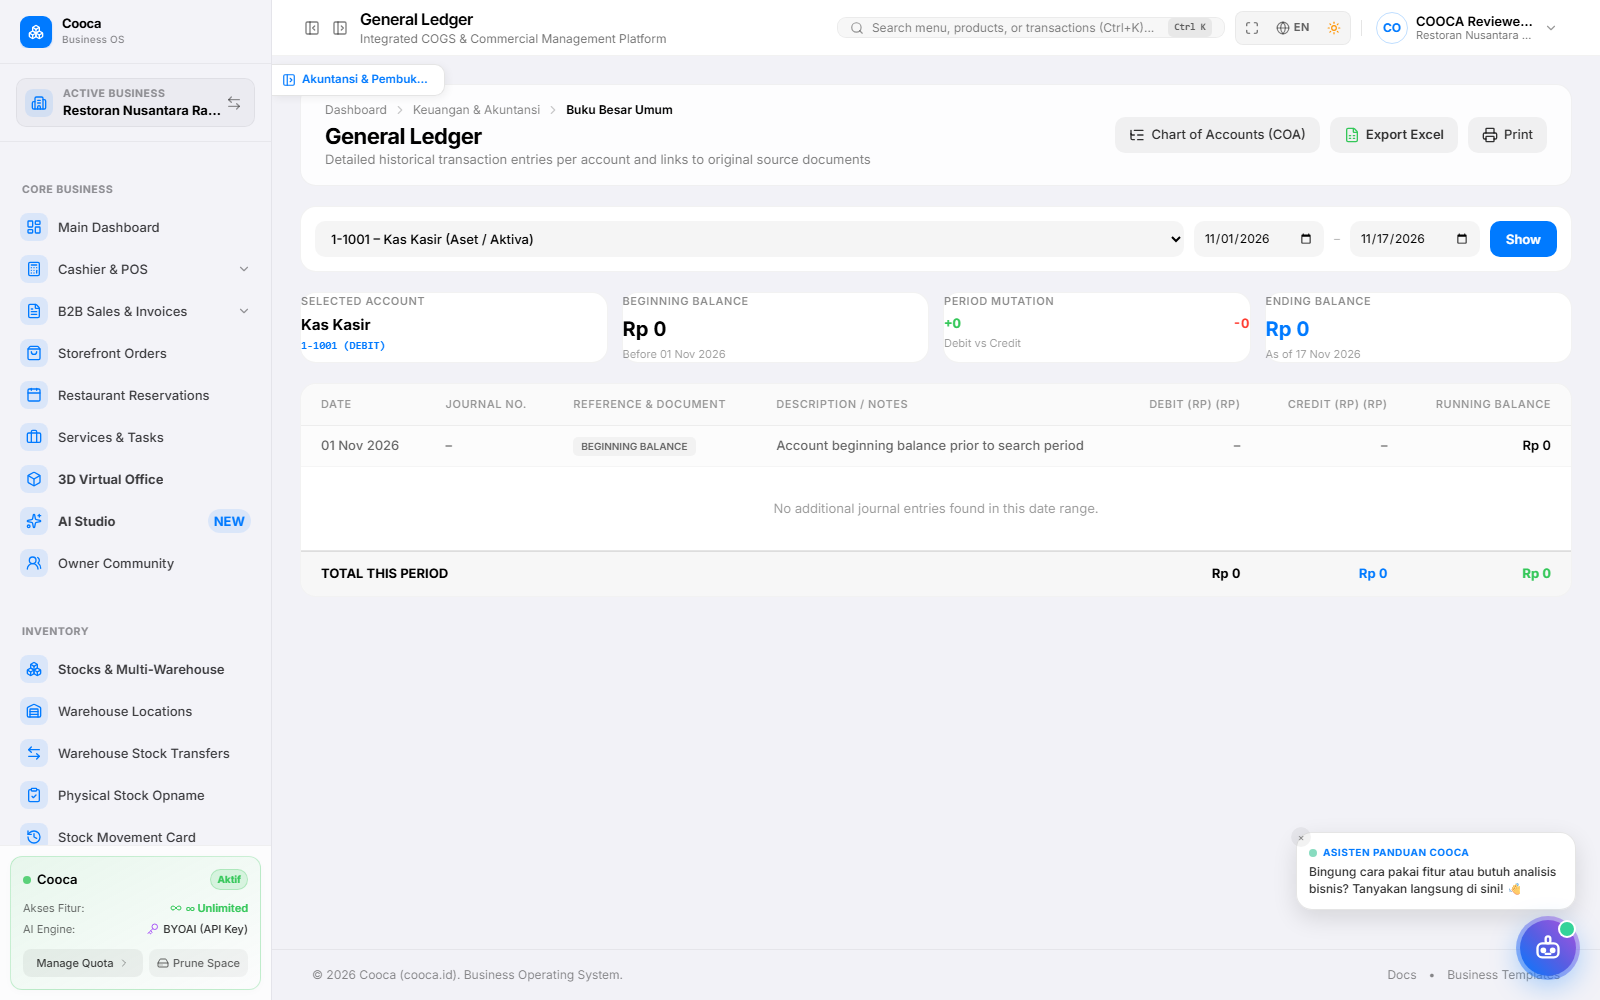 Cooca
Business OS
ACTIVE BUSINESS
Restoran Nusantara Ra...
CORE BUSINESS
Main Dashboard
Cashier & POS
B2B Sales & Invoices
Storefront Orders
Restaurant Reservations
Services & Tasks
3D Virtual Office
AI Studio NEW
Owner Community
INVENTORY
Stocks & Multi-Warehouse
Warehouse Locations
Warehouse Stock Transfers
Physical Stock Opname
Stock Movement Card
Cooca Aktif
Akses Fitur: ∞ Unlimited
AI Engine: BYOAI (API Key)
Manage Quota Prune Space
General Ledger
Integrated COGS & Commercial Management Platform
Search menu, products, or transactions (Ctrl+K)... Ctrl K
EN
CO
COOCA Reviewe...
Restoran Nusantara ...
Akuntansi & Pembuk...
Dashboard > Keuangan & Akuntansi > Buku Besar Umum
General Ledger
Detailed historical transaction entries per account and links to original source documents
Chart of Accounts (COA) Export Excel Print
1-1001 – Kas Kasir (Aset / Aktiva) 11/01/2026 – 11/17/2026 Show
SELECTED ACCOUNT
Kas Kasir
1-1001 (DEBIT)
BEGINNING BALANCE
Rp 0
Before 01 Nov 2026
PERIOD MUTATION
+0 -0
Debit vs Credit
ENDING BALANCE
Rp 0
As of 17 Nov 2026
DATE JOURNAL NO. REFERENCE & DOCUMENT DESCRIPTION / NOTES DEBIT (RP) (RP) CREDIT (RP) (RP) RUNNING BALANCE
01 Nov 2026 – BEGINNING BALANCE Account beginning balance prior to search period – – Rp 0
No additional journal entries found in this date range.
TOTAL THIS PERIOD Rp 0 Rp 0 Rp 0
ASISTEN PANDUAN COOCA
Bingung cara pakai fitur atau butuh analisis
bisnis? Tanyakan langsung di sini! 👋
© 2026 Cooca (cooca.id). Business Operating System.
Docs • Business Templates